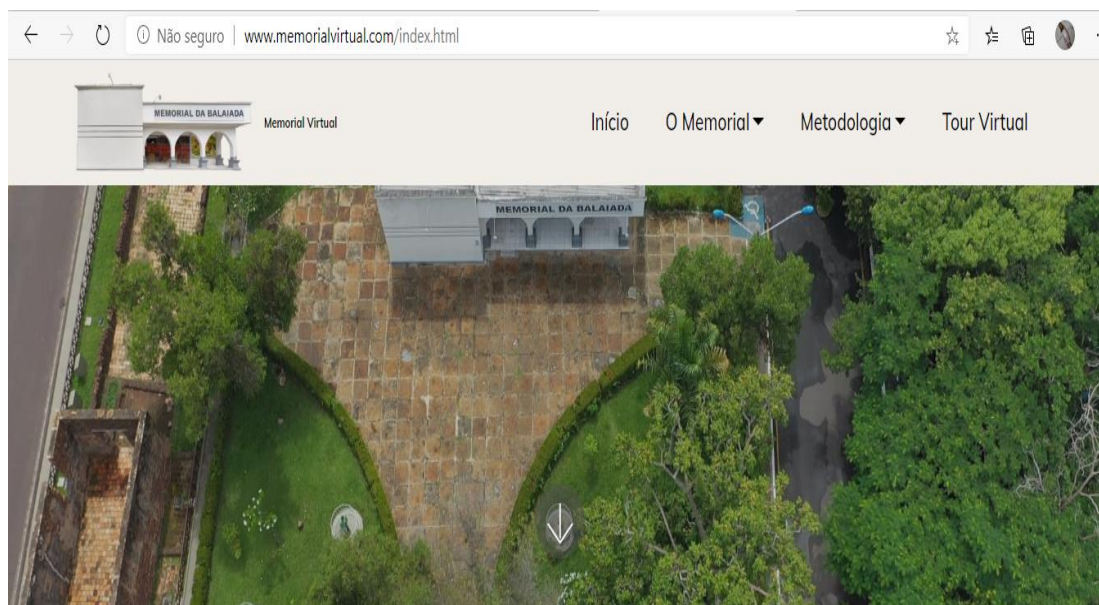 Não seguro | www.memorialvirtual.com/index.html
MEMORIAL DA BALAIADA
Memorial Virtual
Início O Memorial Metodologia Tour Virtual
MEMORIAL DA BALAIADA